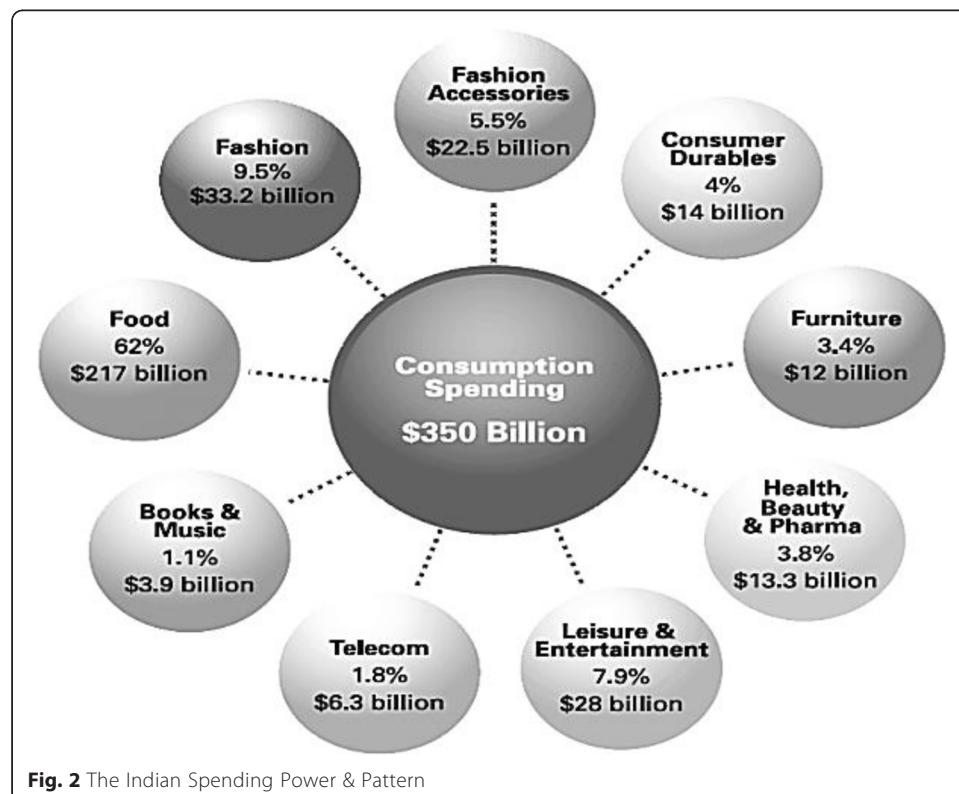 Fashion
Accessories
5.5%
$22.5 billion
Fashion
9.5%
$33.2 billion
Consumer
Durables
4%
$14 billion
Food
62%
$217 billion
Consumption
Spending
$350 Billion
Furniture
3.4%
$12 billion
Books &
Music
1.1%
$3.9 billion
Health,
Beauty
& Pharma
3.8%
$13.3 billion
Telecom
1.8%
$6.3 billion
Leisure &
Entertainment
7.9%
$28 billion
Fig. 2 The Indian Spending Power & Pattern